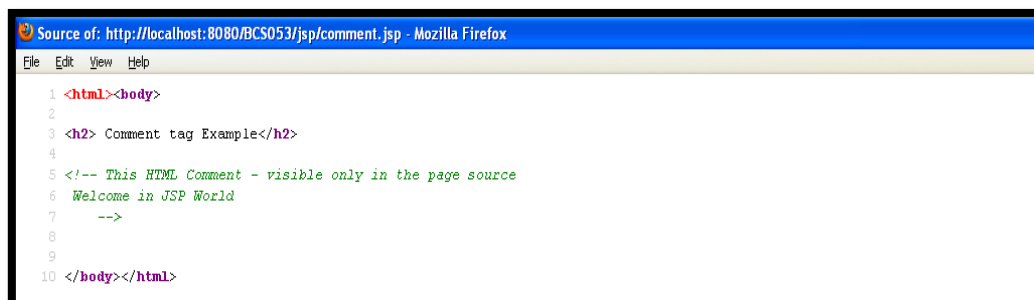 Source of: http://localhost:8080/BCS053/jsp/comment.jsp - Mozilla Firefox
File Edit View Help
1 <html><body>
2
3 <h2> Comment tag Example</h2>
4
5 <!-- This HTML Comment - visible only in the page source
6 Welcome in JSP World
7 -->
8
9
10 </body></html>